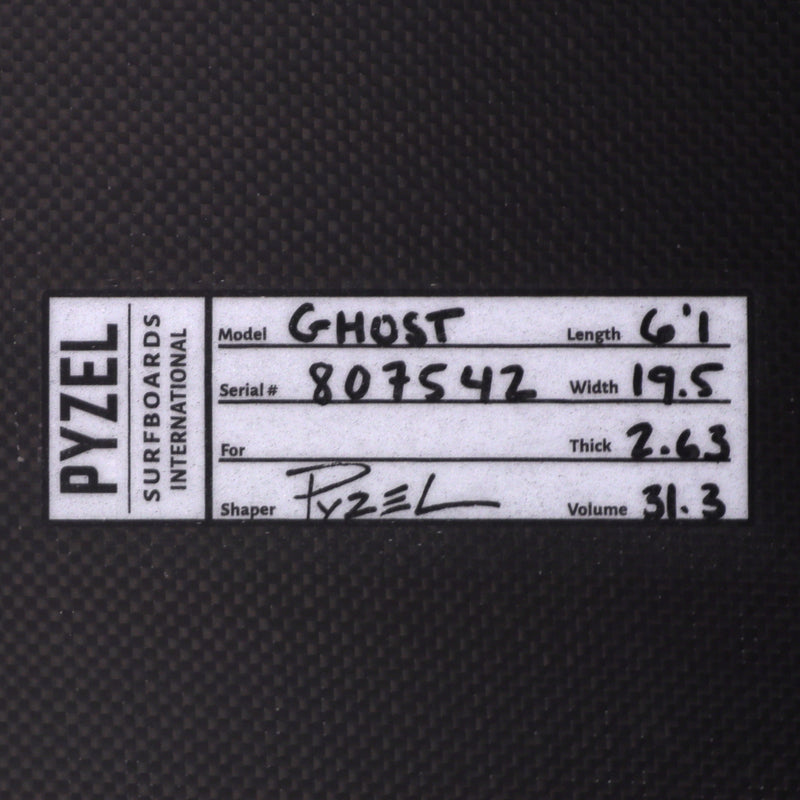 PYZEL
SURFBOARDS
INTERNATIONAL
Model GHOST Length 6'1
Serial # 807542 Width 19.5
For Thick 2.63
Shaper PYZEL Volume 31.3